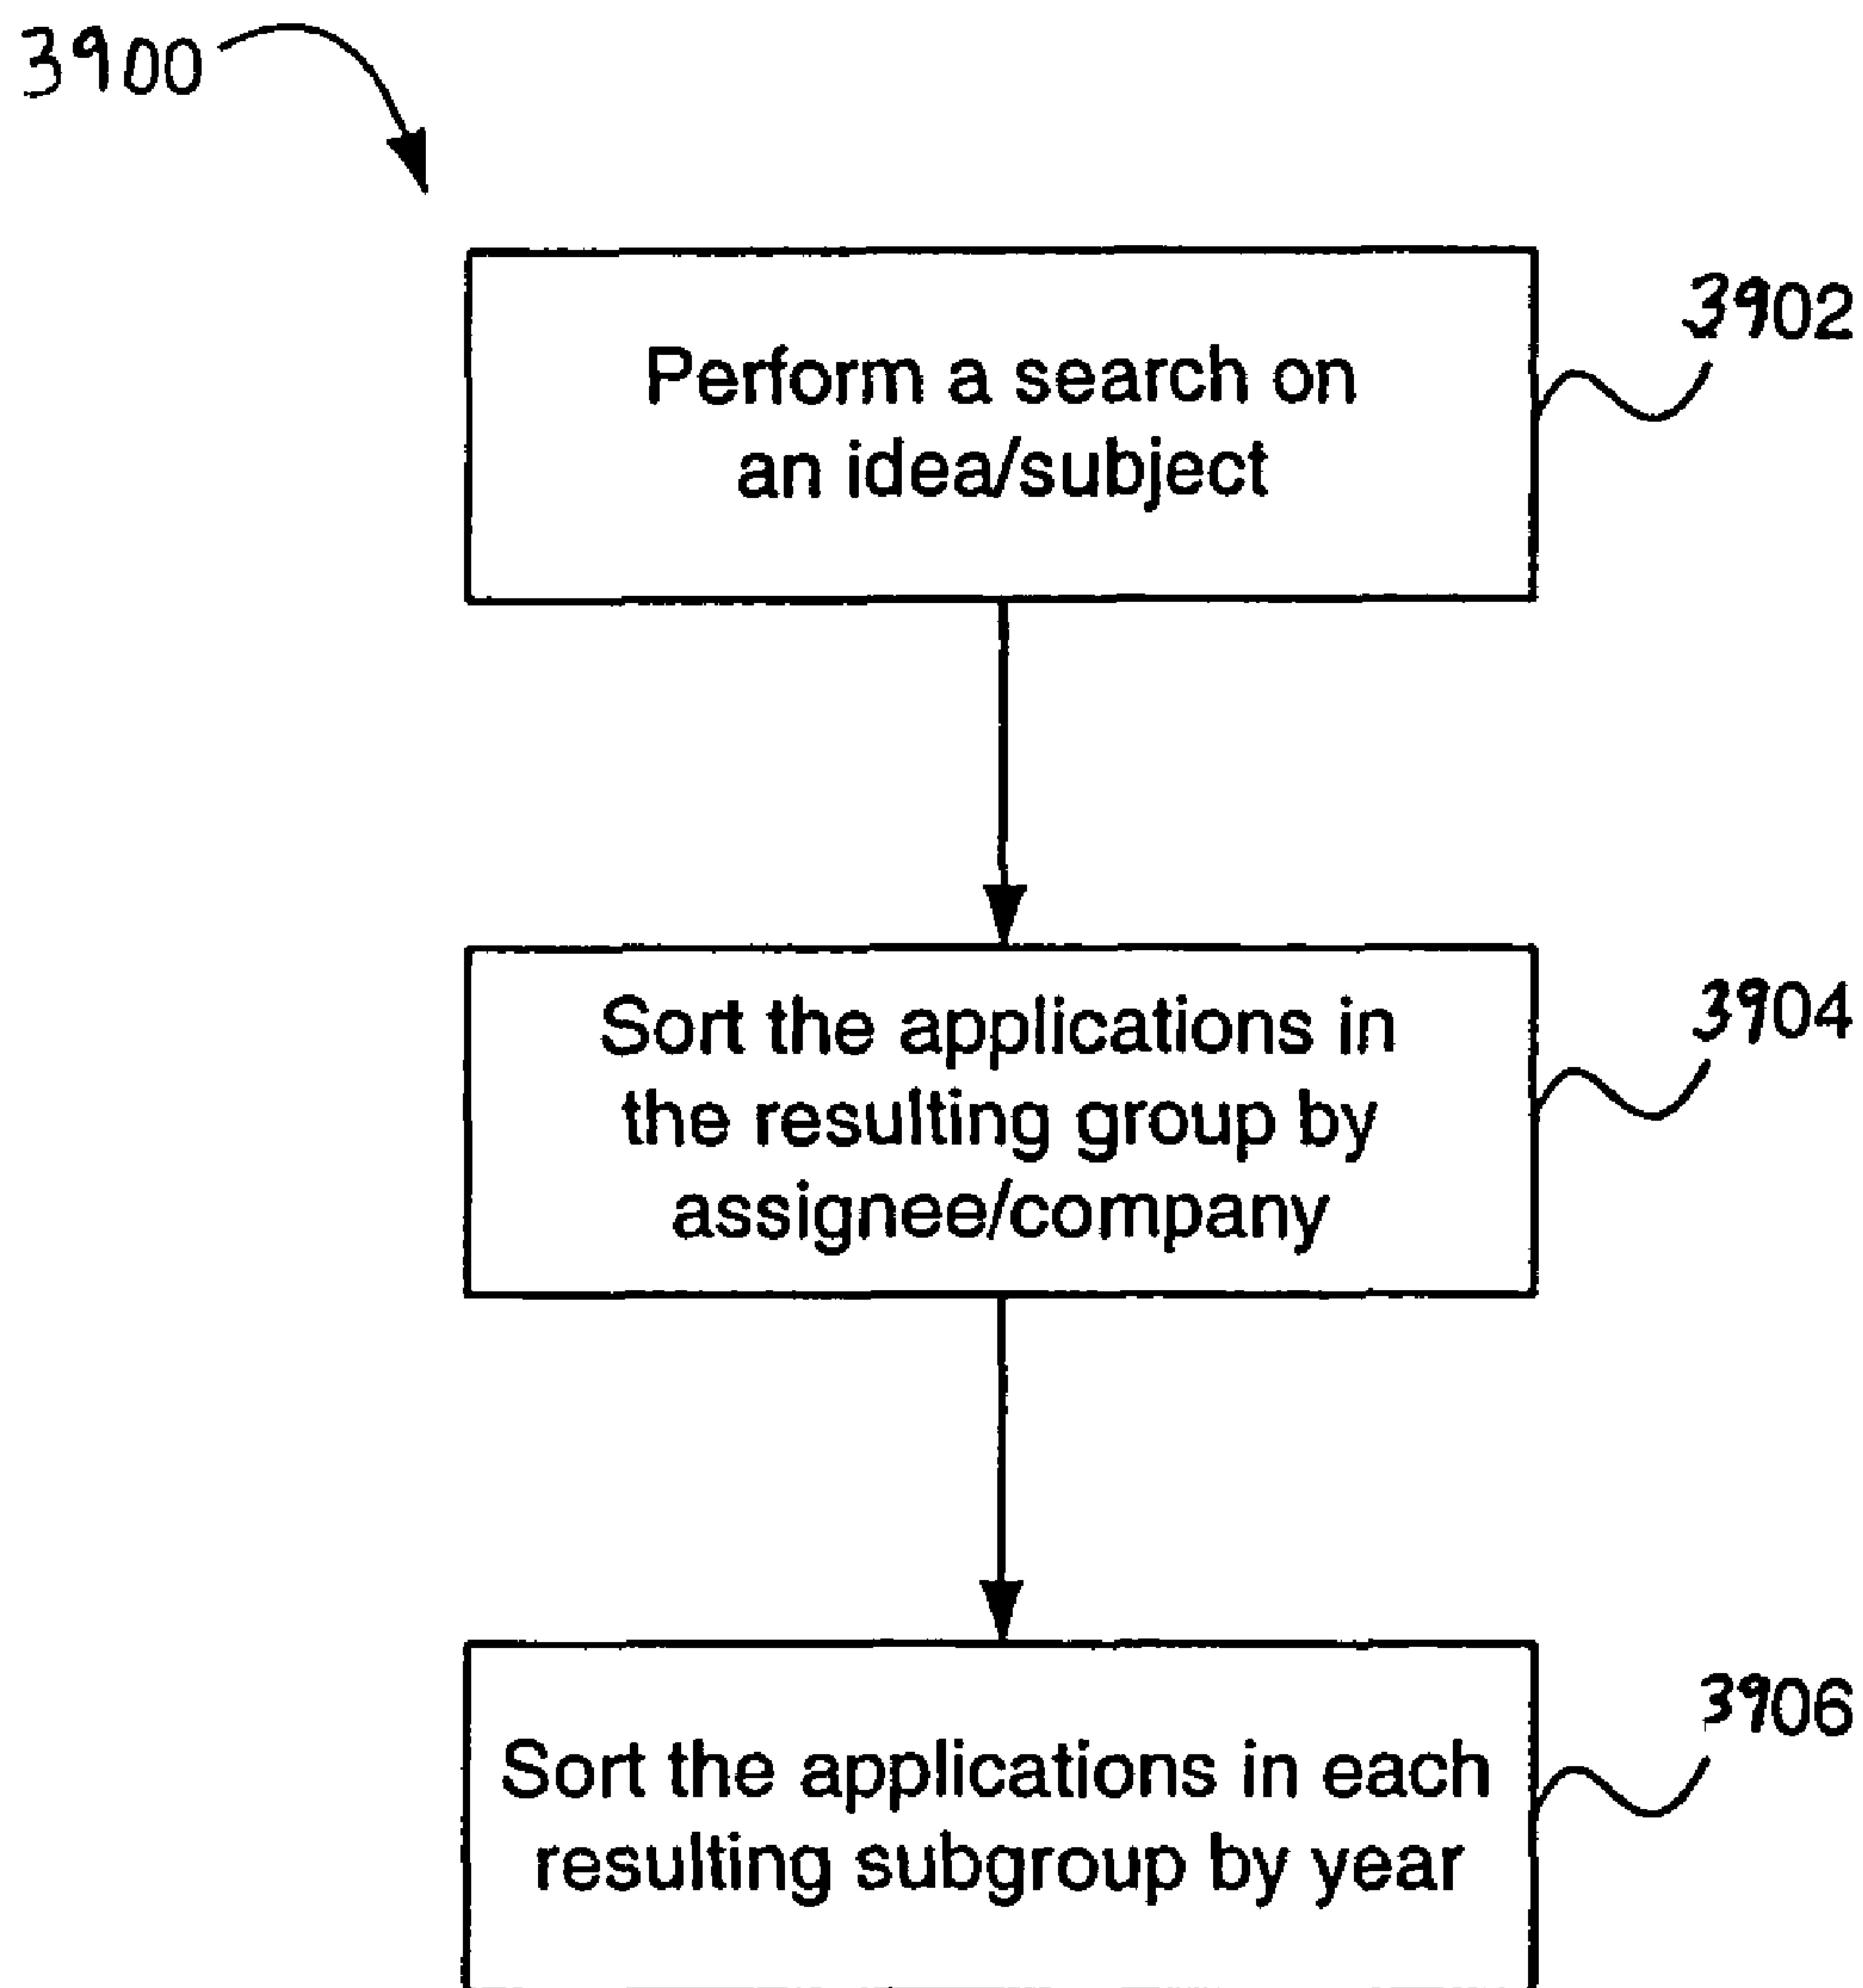 3900
3902
Perform a search on
an idea/subject
3904
Sort the applications in
the resulting group by
assignee/company
3906
Sort the applications in each
resulting subgroup by year